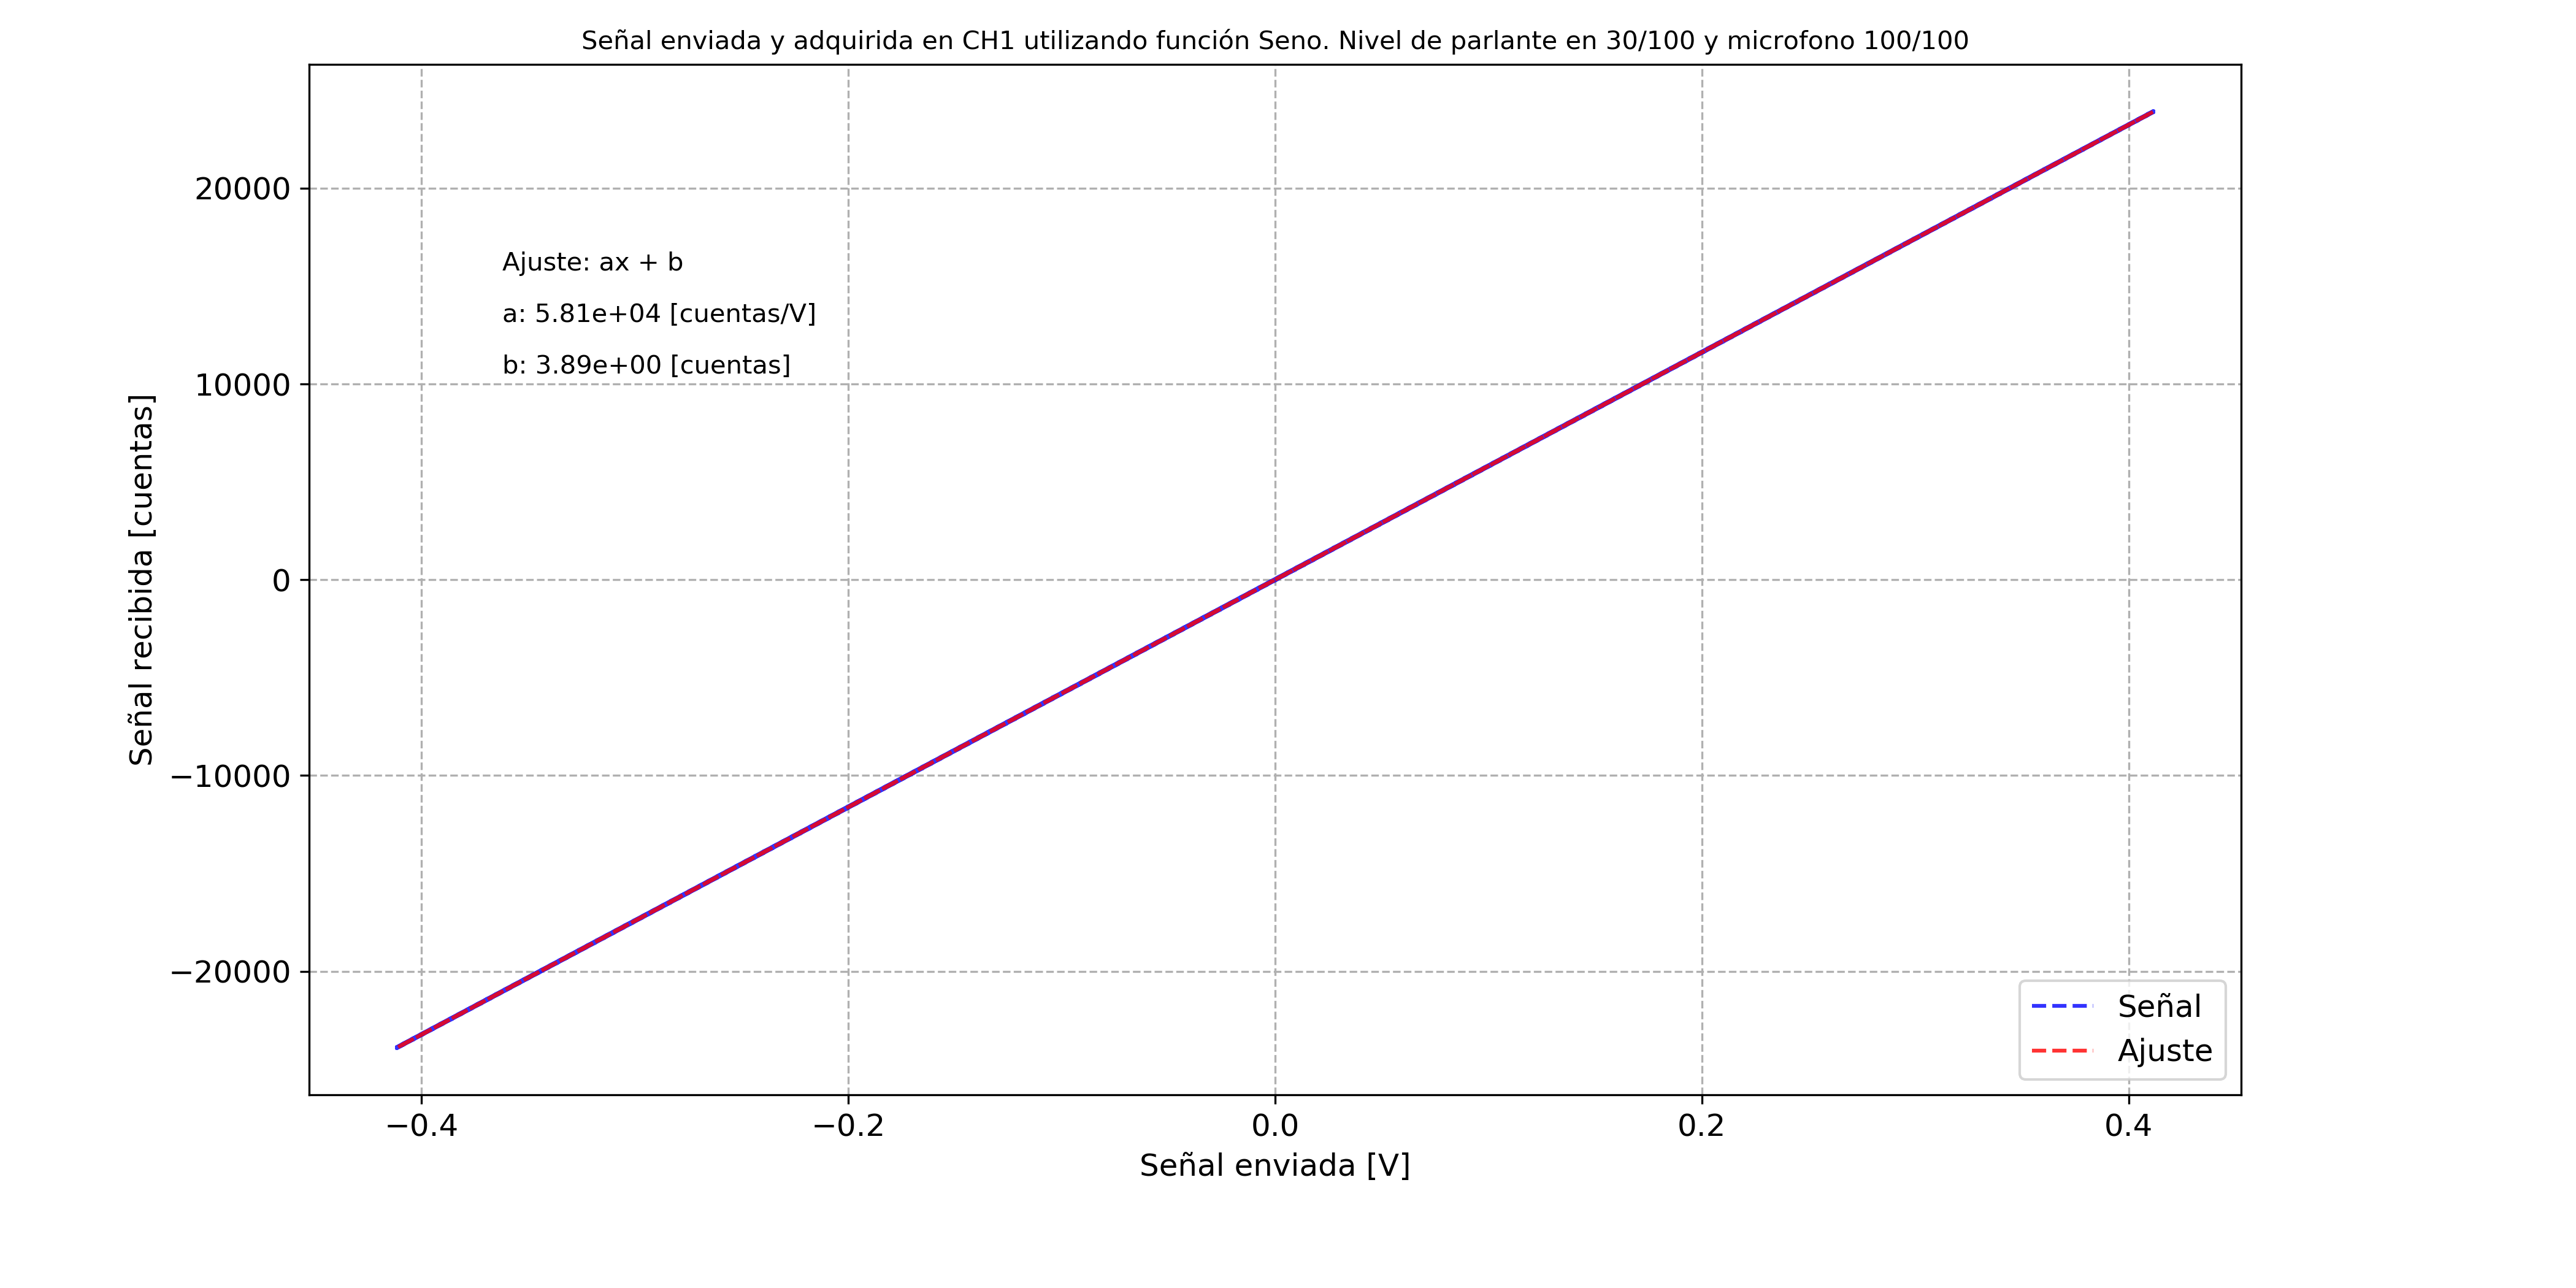 Señal enviada y adquirida en CH1 utilizando función Seno. Nivel de parlante en 30/100 y microfono 100/100
20000
10000
0
−10000
−20000
Señal recibida [cuentas]
Ajuste: ax + b
a: 5.81e+04 [cuentas/V]
b: 3.89e+00 [cuentas]
Señal
Ajuste
−0.4
−0.2
0.0
0.2
0.4
Señal enviada [V]